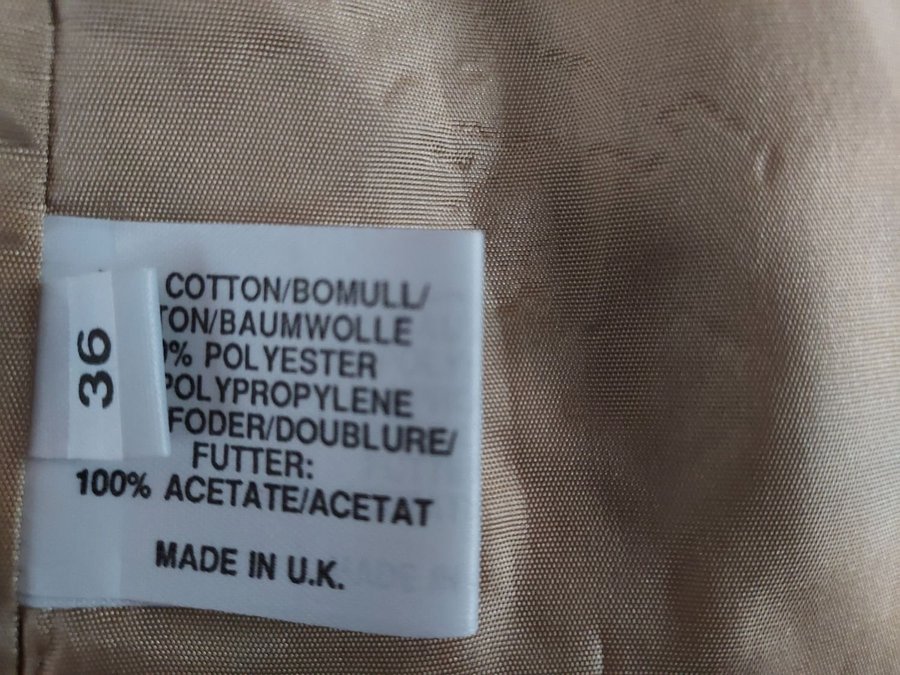 36
COTTON/BOMULL/
TON/BAUMWOLLE
% POLYESTER
POLYPROPYLENE
FODER/DOUBLURE/
FUTTER:
100% ACETATE/ACETAT
MADE IN U.K.